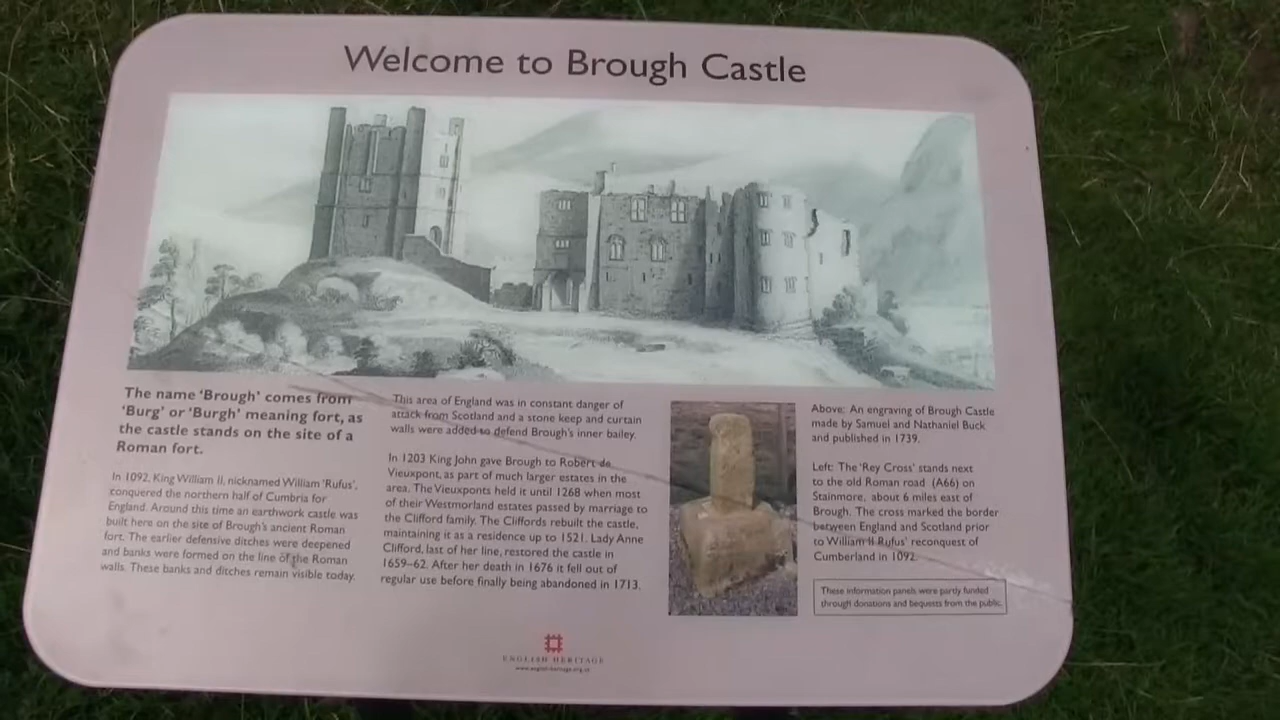 Welcome to Brough Castle
The name ‘Brough’ comes from
‘Burg’ or ‘Burgh’ meaning fort, as
the castle stands on the site of a
Roman fort.
In 1092, King William II, nicknamed William ‘Rufus’,
conquered the northern half of Cumbria for
England. Around this time an earthwork castle was
built here on the site of Brough’s ancient Roman
fort. The earlier defensive ditches were deepened
and banks were formed on the line of the Roman
walls. These banks and ditches remain visible today.
This area of England was in constant danger of
attack from Scotland and a stone keep and curtain
walls were added to defend Brough’s inner bailey.
In 1203 King John gave Brough to Robert de
Vieuxpont, as part of much larger estates in the
area. The Vieuxponts held it until 1268 when most
of their Westmorland estates passed by marriage to
the Clifford family. The Cliffords rebuilt the castle,
maintaining it as a residence up to 1521. Lady Anne
Clifford, last of her line, restored the castle in
1659–62. After her death in 1676 it fell out of
regular use before finally being abandoned in 1713.
Above: An engraving of Brough Castle
made by Samuel and Nathaniel Buck
and published in 1739.
Left: The ‘Rey Cross’ stands next
to the old Roman road (A66) on
Stainmore, about 6 miles east of
Brough. The cross marked the border
between England and Scotland prior
to William II Rufus’ reconquest of
Cumberland in 1092.
These information panels were partly funded
through donations and bequests from the public.
ENGLISH HERITAGE
www.english-heritage.org.uk